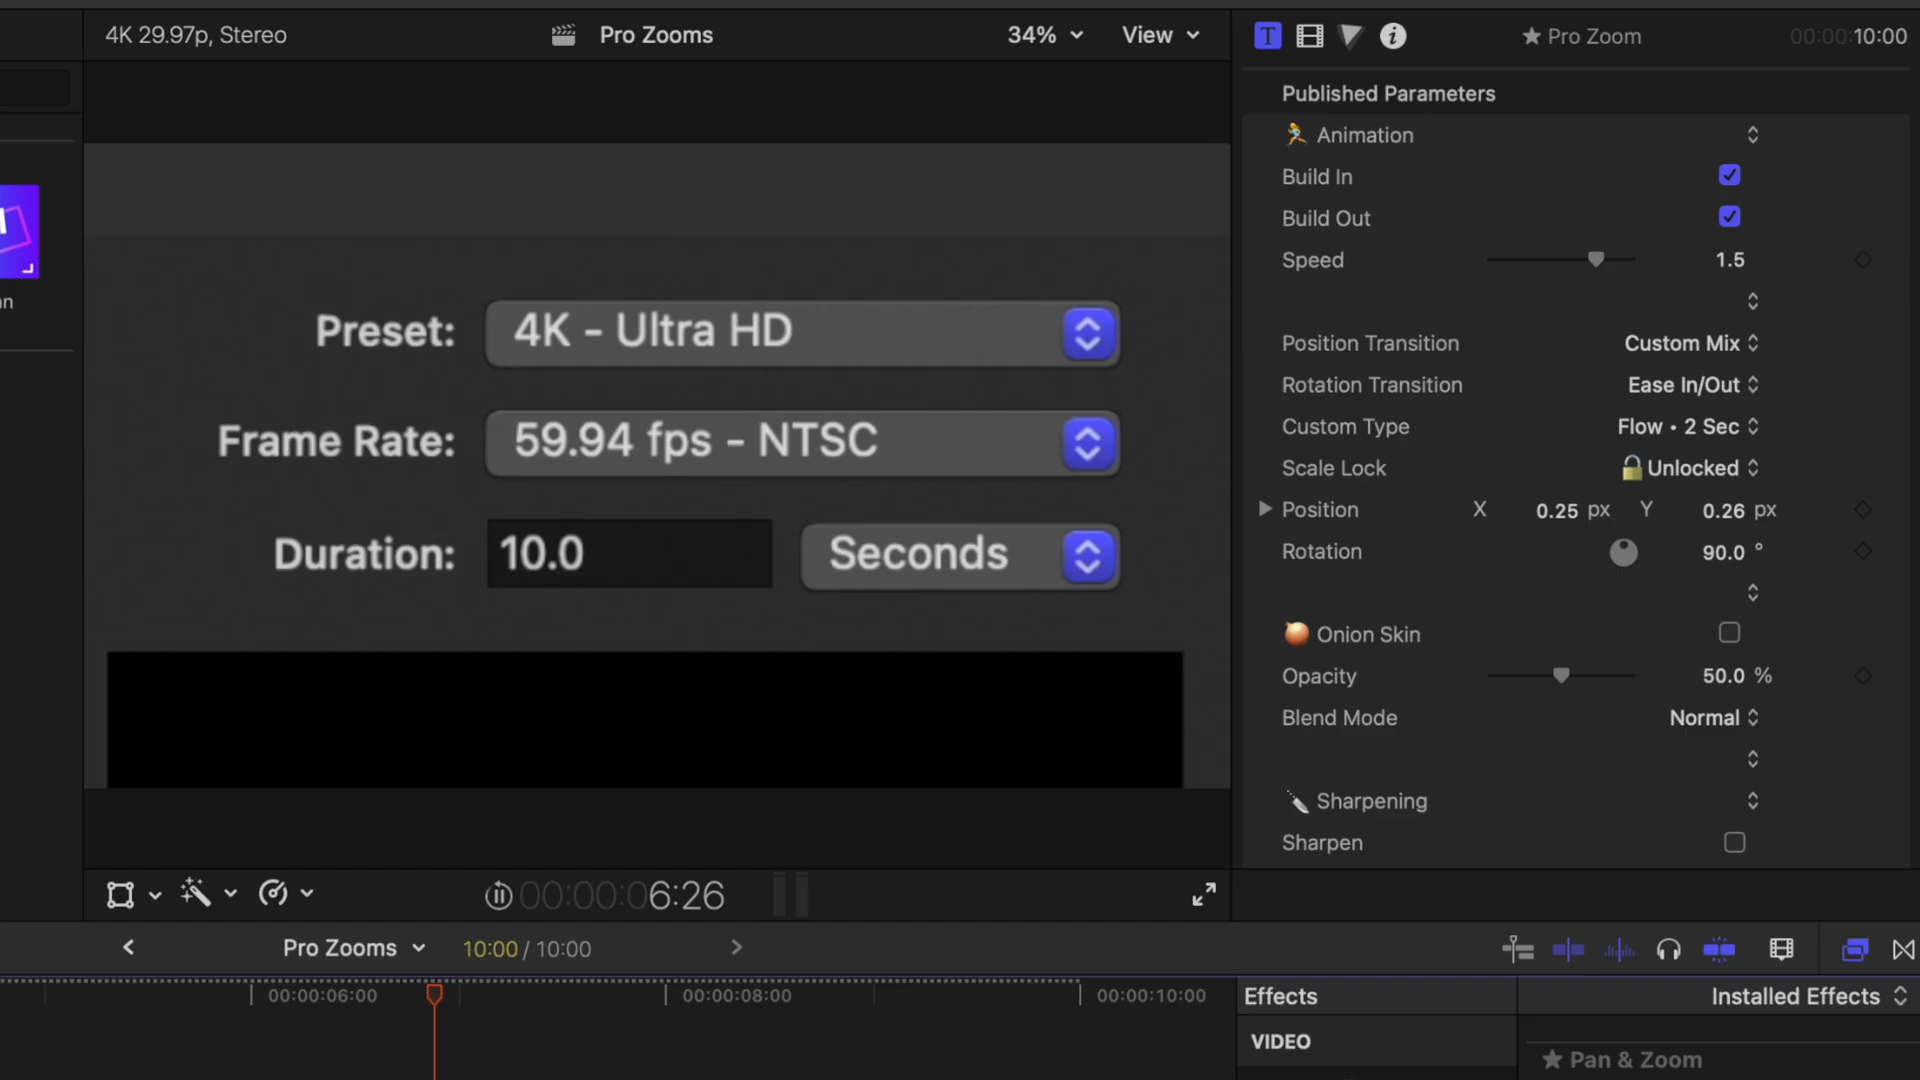 4K 29.97p, Stereo
Pro Zooms
34%
View
T
i
★ Pro Zoom
00:00:10:00
Published Parameters
Animation
Build In
Build Out
Speed
1.5
Position Transition
Custom Mix
Rotation Transition
Ease In/Out
Custom Type
Flow • 2 Sec
Scale Lock
Unlocked
Position X 0.25 px Y 0.26 px
Rotation
90.0 °
Onion Skin
Opacity
50.0 %
Blend Mode
Normal
Sharpening
Sharpen
Preset: 4K - Ultra HD
Frame Rate: 59.94 fps - NTSC
Duration: 10.0 Seconds
00:00:06:26
Pro Zooms
10:00 / 10:00
00:00:06:00
00:00:08:00
00:00:10:00
Effects
Installed Effects
VIDEO
★ Pan & Zoom